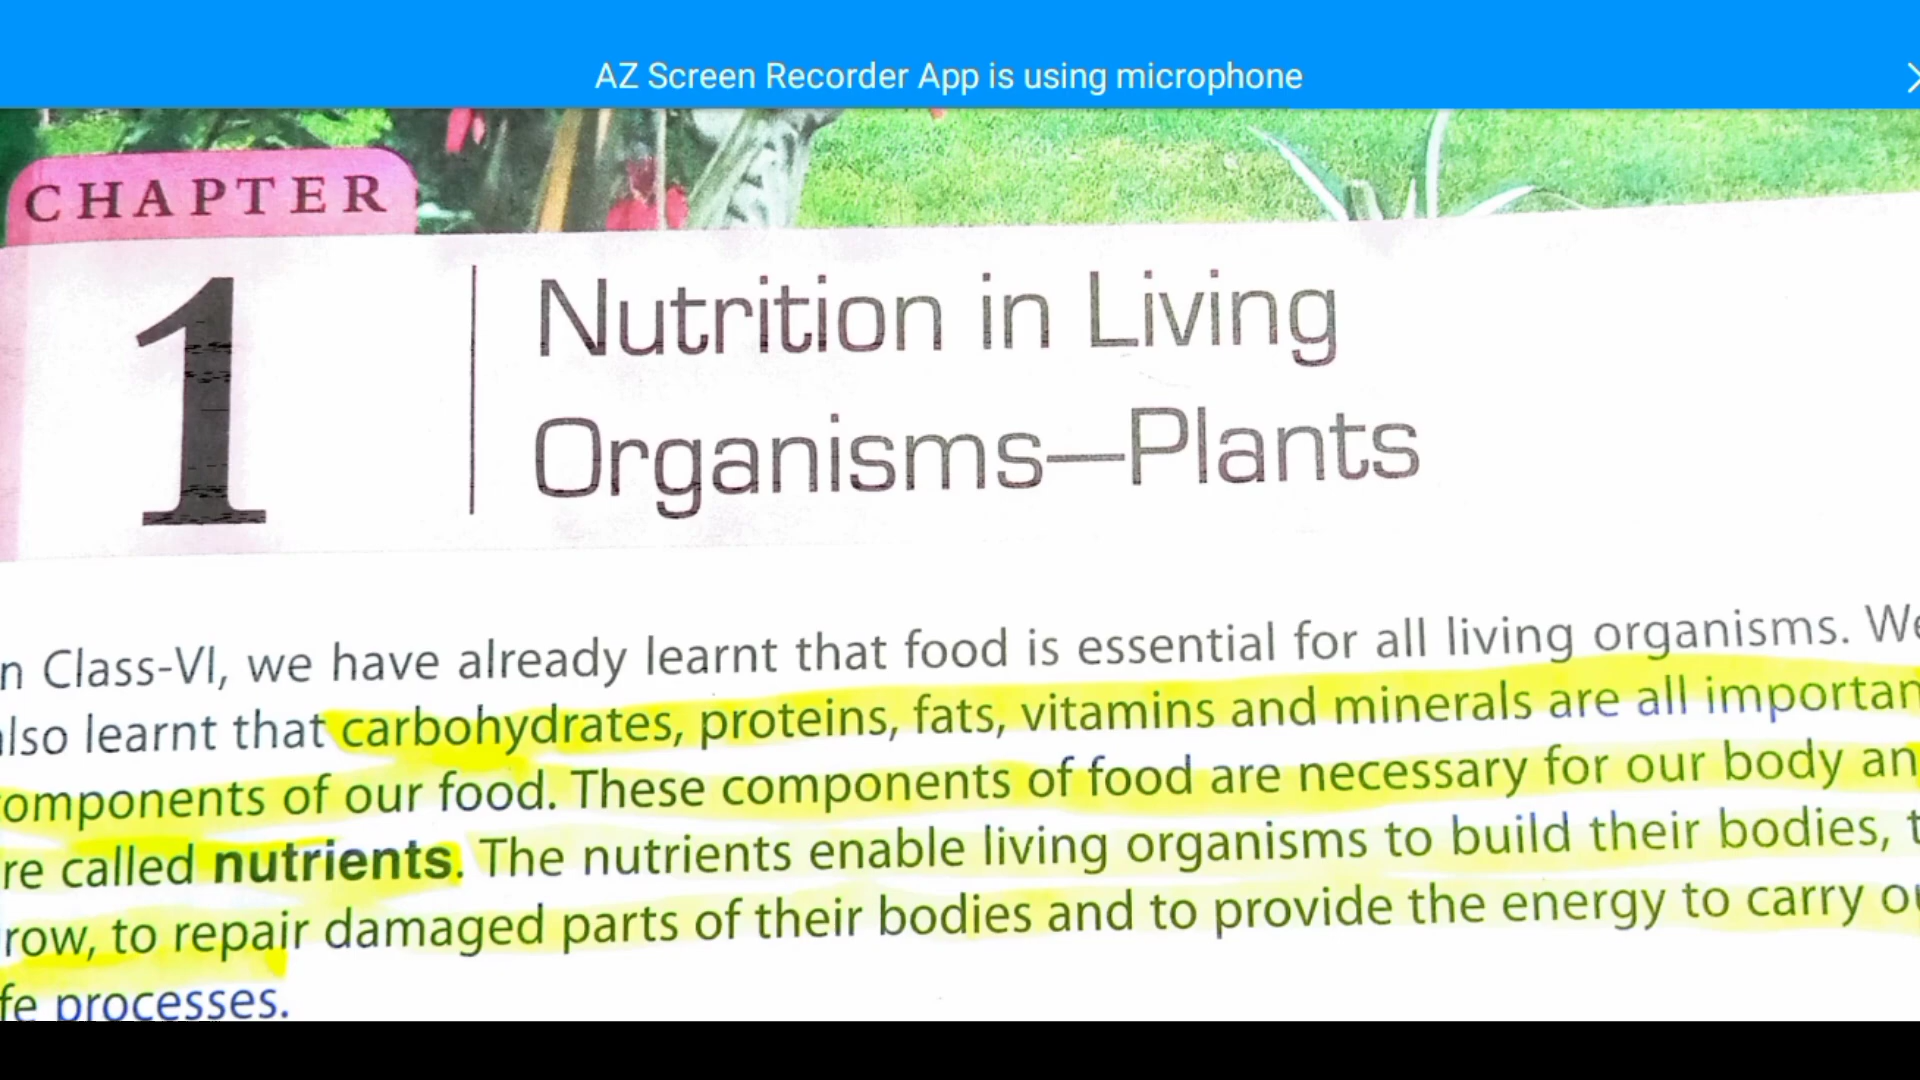 AZ Screen Recorder App is using microphone
CHAPTER
1
Nutrition in Living
Organisms—Plants
n Class-VI, we have already learnt that food is essential for all living organisms. We
lso learnt that carbohydrates, proteins, fats, vitamins and minerals are all importan
omponents of our food. These components of food are necessary for our body an
re called nutrients. The nutrients enable living organisms to build their bodies, t
row, to repair damaged parts of their bodies and to provide the energy to carry ou
fe processes.